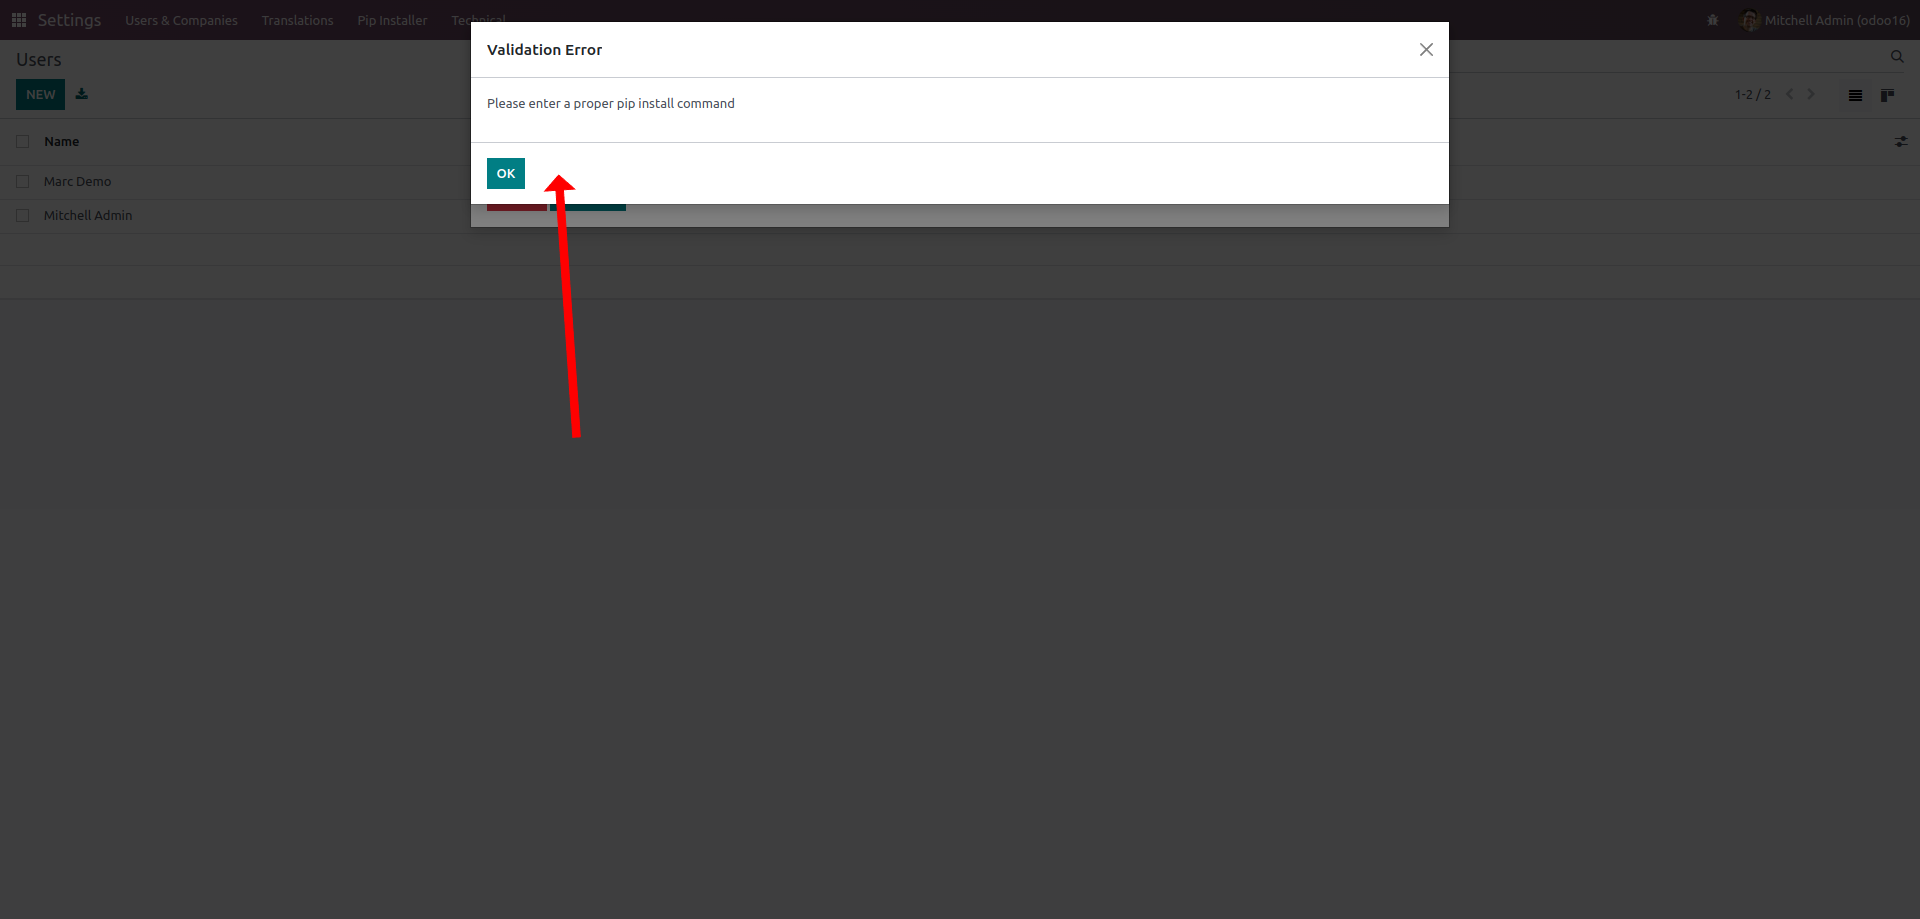 Settings Users & Companies Translations Pip Installer Technical Mitchell Admin (odoo16)
Validation Error
Users
NEW
1-2 / 2
Please enter a proper pip install command
Name
OK
Marc Demo
Mitchell Admin